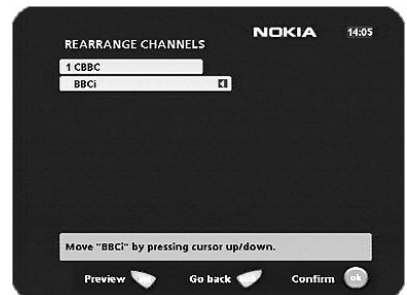 NOKIA 14:05
REARRANGE CHANNELS
1 CBBC
BBCi
Move "BBCi" by pressing cursor up/down.
Preview Go back Confirm ok